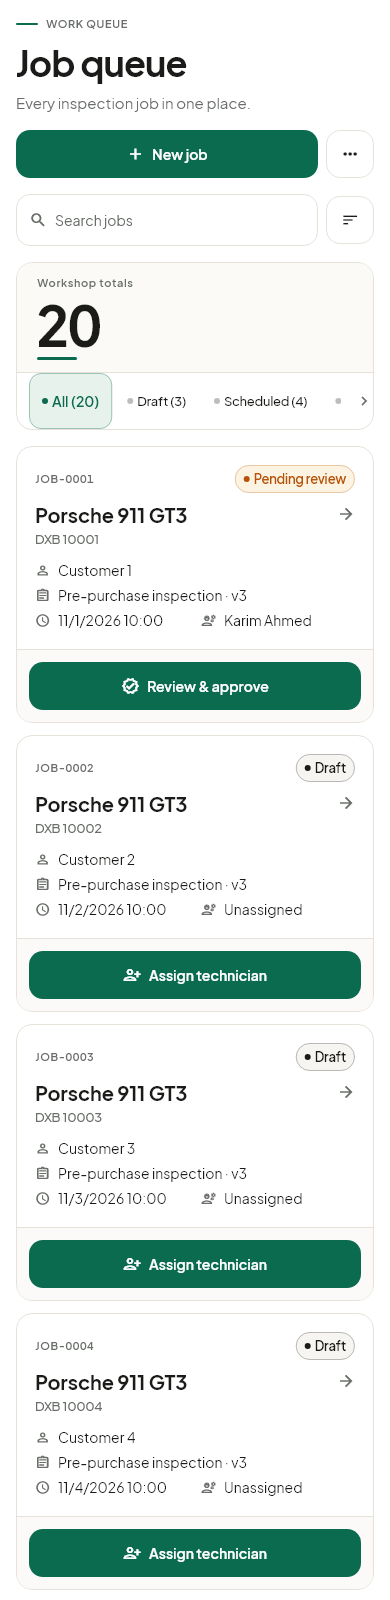 WORK QUEUE
Job queue
Every inspection job in one place.
New job
Search jobs
Workshop totals
20
All (20) Draft (3) Scheduled (4)
JOB-0001 Pending review
Porsche 911 GT3
DXB 10001
Customer 1
Pre-purchase inspection · v3
11/1/2026 10:00 Karim Ahmed
Review & approve
JOB-0002 Draft
Porsche 911 GT3
DXB 10002
Customer 2
Pre-purchase inspection · v3
11/2/2026 10:00 Unassigned
Assign technician
JOB-0003 Draft
Porsche 911 GT3
DXB 10003
Customer 3
Pre-purchase inspection · v3
11/3/2026 10:00 Unassigned
Assign technician
JOB-0004 Draft
Porsche 911 GT3
DXB 10004
Customer 4
Pre-purchase inspection · v3
11/4/2026 10:00 Unassigned
Assign technician